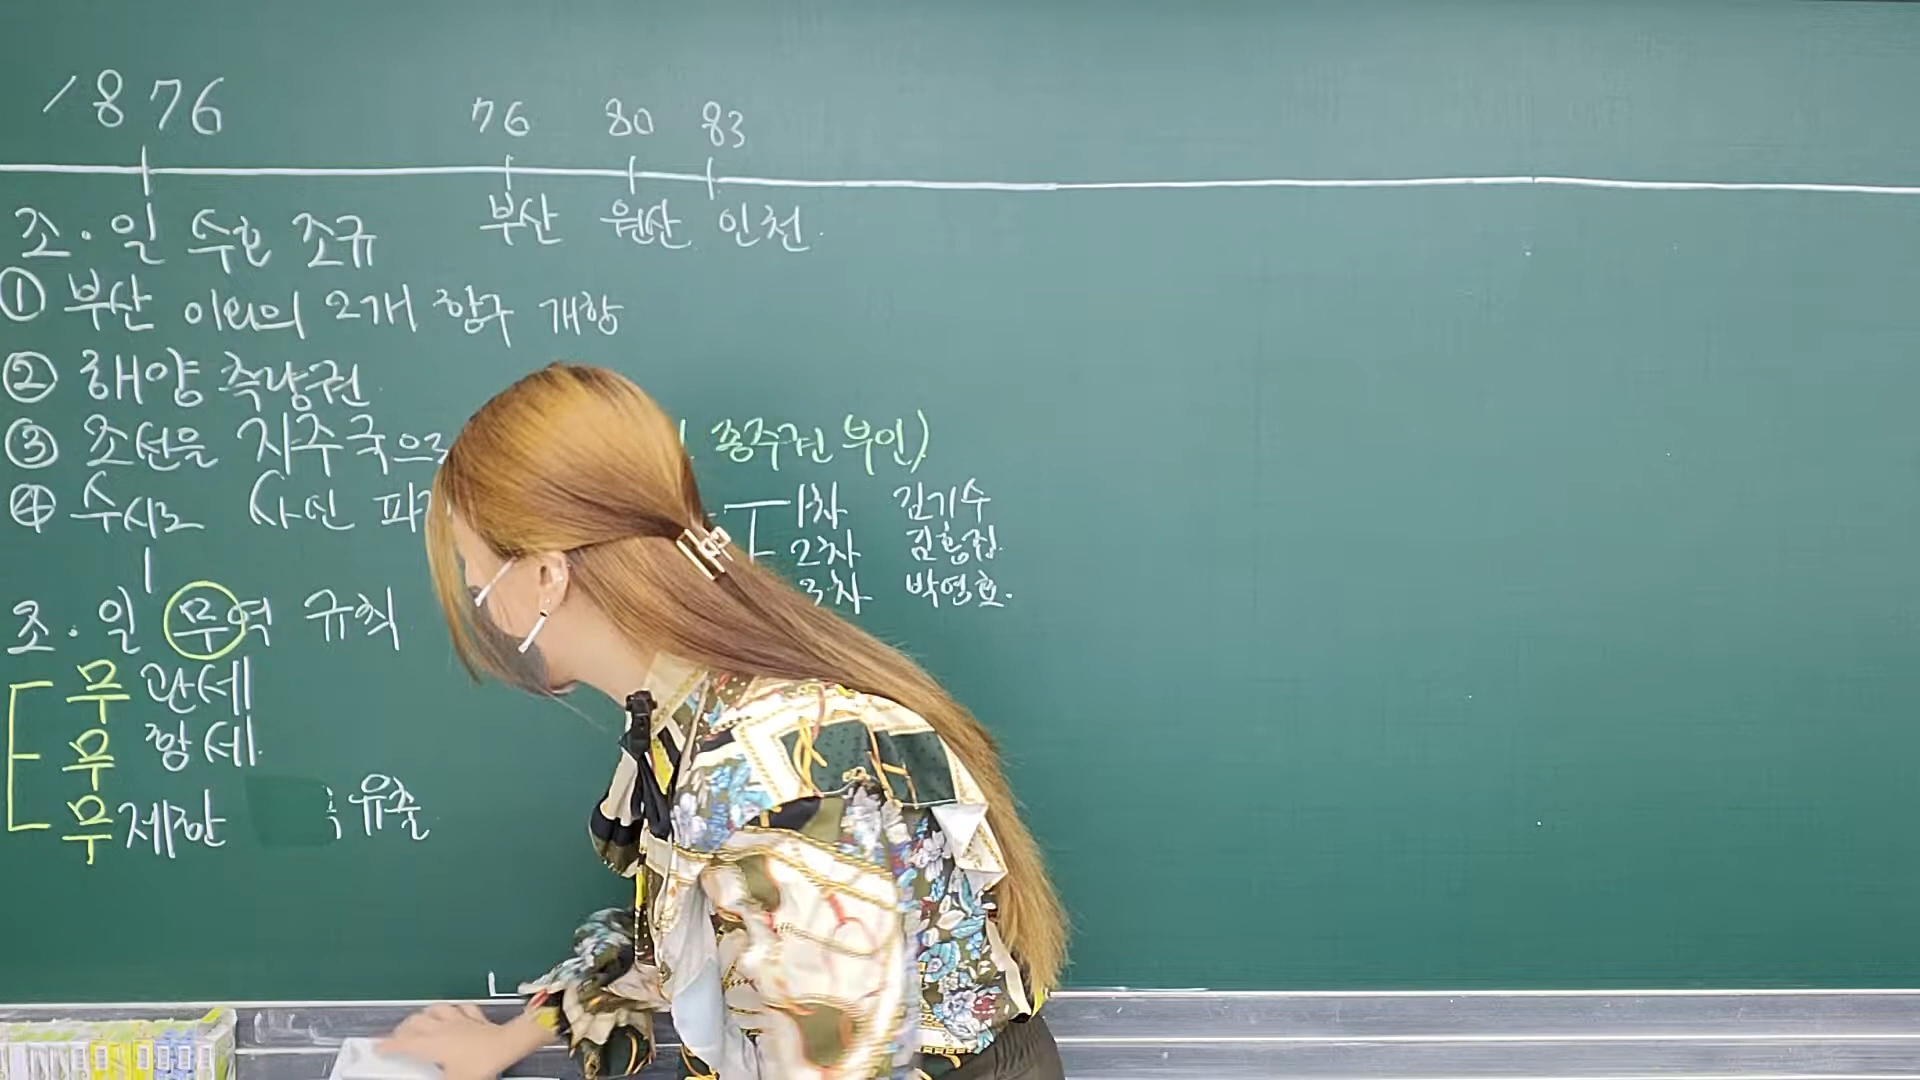 1876
76 80 83
부산 원산 인천.
조·일 수호 조규
① 부산 이외의 2개 항구 개항
② 해양 측량권
③ 조선을 자주국으로 종주권 부인)
④ 수시로 사신 파
1차 김기수
2차 김홍집.
3차 박영효.
조·일 무역 규칙
무 관세
무 항세.
무제한 유출